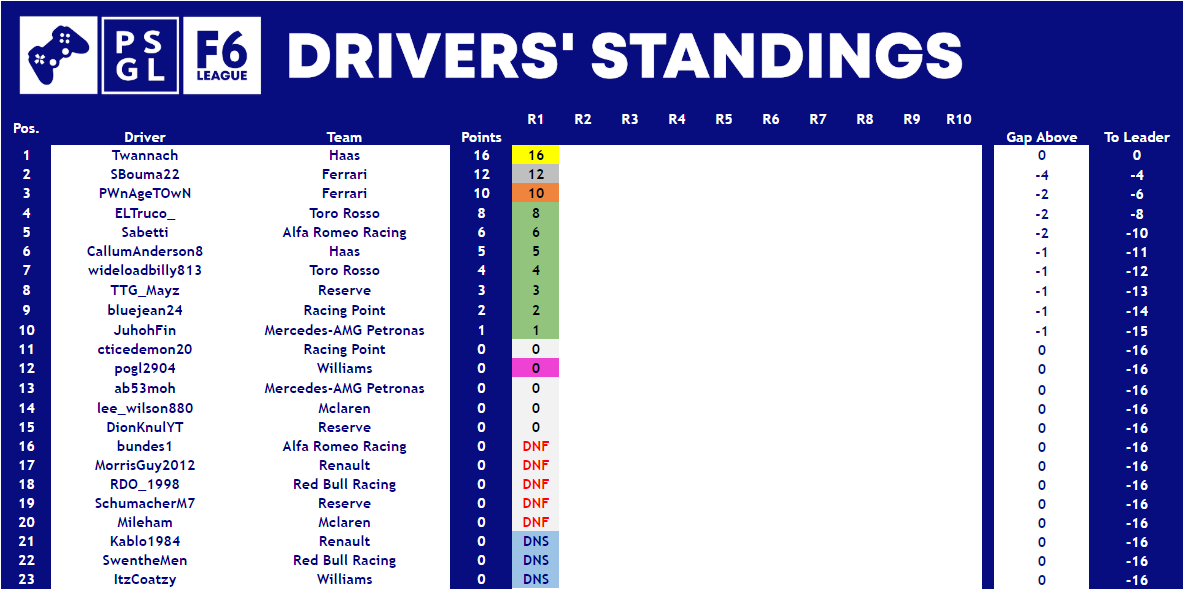 PS
GL
F6
LEAGUE
DRIVERS' STANDINGS
Pos. Driver Team Points R1 R2 R3 R4 R5 R6 R7 R8 R9 R10 Gap Above To Leader
1 Twannach Haas 16 16 0 0
2 SBouma22 Ferrari 12 12 -4 -4
3 PWnAgeTOwN Ferrari 10 10 -2 -6
4 ELTruco_ Toro Rosso 8 8 -2 -8
5 Sabetti Alfa Romeo Racing 6 6 -2 -10
6 CallumAnderson8 Haas 5 5 -1 -11
7 wideloadbilly813 Toro Rosso 4 4 -1 -12
8 TTG_Mayz Reserve 3 3 -1 -13
9 bluejean24 Racing Point 2 2 -1 -14
10 JuhohFin Mercedes-AMG Petronas 1 1 -1 -15
11 cticedemon20 Racing Point 0 0 0 -16
12 pogl2904 Williams 0 0 0 -16
13 ab53moh Mercedes-AMG Petronas 0 0 0 -16
14 lee_wilson880 Mclaren 0 0 0 -16
15 DionKnulYT Reserve 0 0 0 -16
16 bundes1 Alfa Romeo Racing 0 DNF 0 -16
17 MorrisGuy2012 Renault 0 DNF 0 -16
18 RDO_1998 Red Bull Racing 0 DNF 0 -16
19 SchumacherM7 Reserve 0 DNF 0 -16
20 Mileham Mclaren 0 DNF 0 -16
21 Kablo1984 Renault 0 DNS 0 -16
22 SwentheMen Red Bull Racing 0 DNS 0 -16
23 ItzCoatzy Williams 0 DNS 0 -16